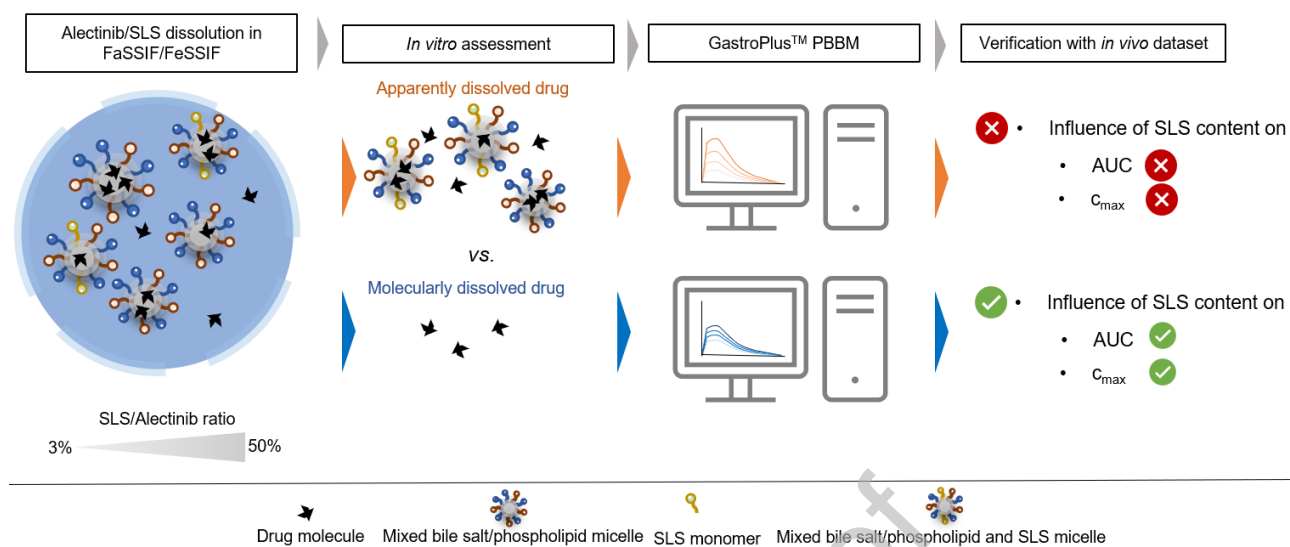 Alectinib/SLS dissolution in
FaSSIF/FeSSIF
In vitro assessment
GastroPlus™ PBBM
Verification with in vivo dataset
Apparently dissolved drug
vs.
Molecularly dissolved drug
• Influence of SLS content on
• AUC
• cmax
• Influence of SLS content on
• AUC
• cmax
SLS/Alectinib ratio
3%
50%
Drug molecule
Mixed bile salt/phospholipid micelle
SLS monomer
Mixed bile salt/phospholipid and SLS micelle